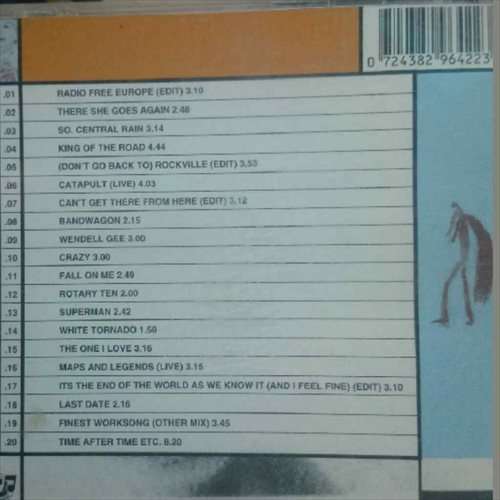 0 724382 964223
.01 RADIO FREE EUROPE (EDIT) 3.10
.02 THERE SHE GOES AGAIN 2.48
.03 SO. CENTRAL RAIN 3.14
.04 KING OF THE ROAD 4.44
.05 (DON'T GO BACK TO) ROCKVILLE (EDIT) 3.53
.06 CATAPULT (LIVE) 4.03
.07 CAN'T GET THERE FROM HERE (EDIT) 3.12
.08 BANDWAGON 2.15
.09 WENDELL GEE 3.00
.10 CRAZY 3.00
.11 FALL ON ME 2.49
.12 ROTARY TEN 2.00
.13 SUPERMAN 2.42
.14 WHITE TORNADO 1.50
.15 THE ONE I LOVE 3.16
.16 MAPS AND LEGENDS (LIVE) 3.15
.17 ITS THE END OF THE WORLD AS WE KNOW IT (AND I FEEL FINE) (EDIT) 3.10
.18 LAST DATE 2.16
.19 FINEST WORKSONG (OTHER MIX) 3.45
.20 TIME AFTER TIME ETC. 8.20